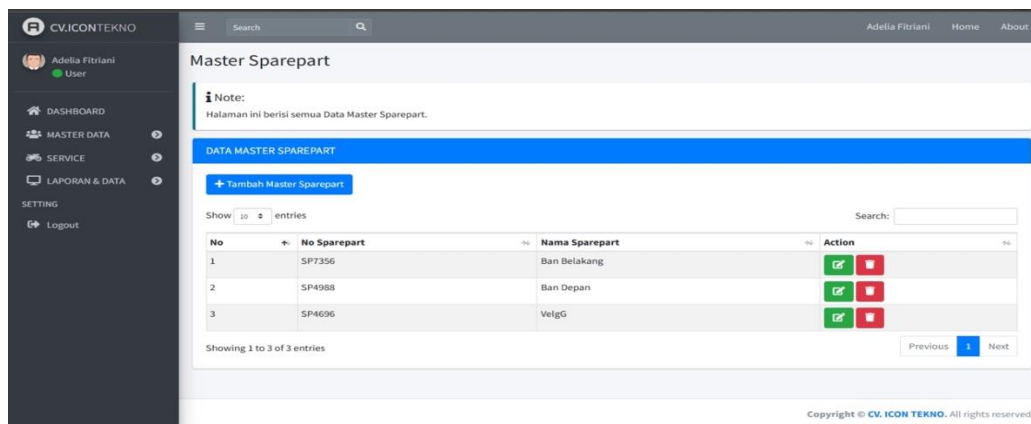 CV.ICONTEKNO
Adelia Fitriani
User
DASHBOARD
MASTER DATA
SERVICE
LAPORAN & DATA
SETTING
Logout
Search
Adelia Fitriani Home About
Master Sparepart
Note:
Halaman ini berisi semua Data Master Sparepart.
DATA MASTER SPAREPART
+ Tambah Master Sparepart
Show 10 entries Search:
No No Sparepart Nama Sparepart Action
1 SP7356 Ban Belakang
2 SP4988 Ban Depan
3 SP4696 VelgG
Showing 1 to 3 of 3 entries Previous 1 Next
Copyright © CV. ICON TEKNO. All rights reserved